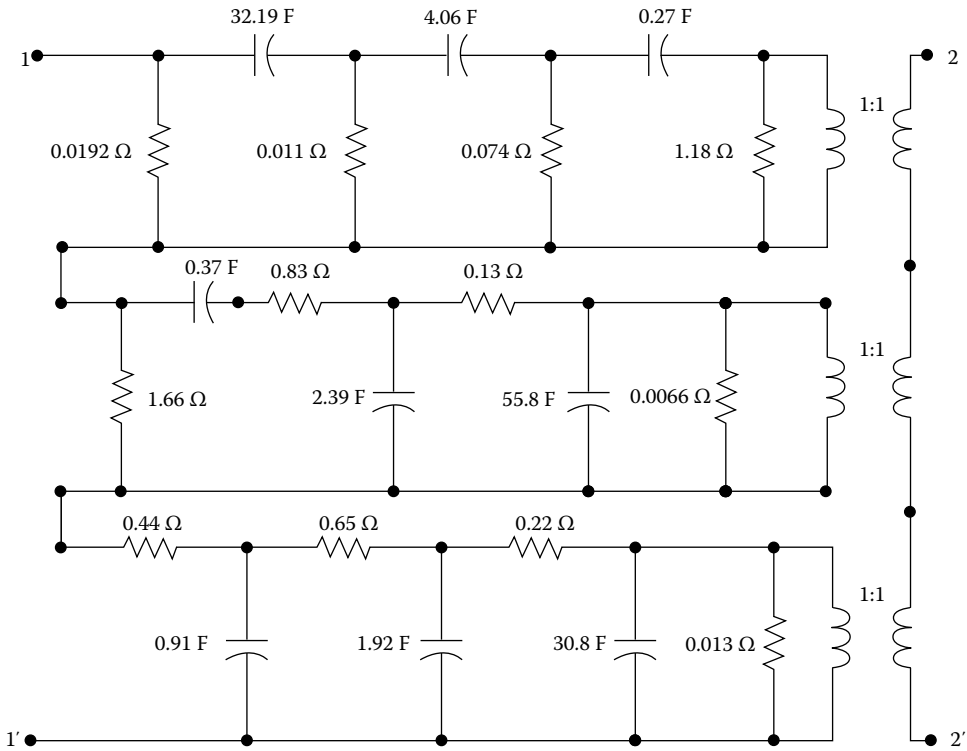 32.19 F
4.06 F
0.27 F
1
2
1:1
0.0192 Ω
0.011 Ω
0.074 Ω
1.18 Ω
0.37 F
0.83 Ω
0.13 Ω
1:1
1.66 Ω
2.39 F
55.8 F
0.0066 Ω
0.44 Ω
0.65 Ω
0.22 Ω
1:1
0.91 F
1.92 F
30.8 F
0.013 Ω
1′
2′